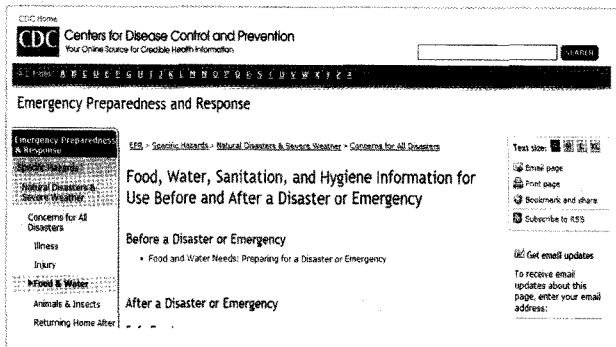 CDC Home
CDC Centers for Disease Control and Prevention
Your Online Source for Credible Health Information
SEARCH
A-Z Index A B C D E F G H I J K L M N O P Q R S T U V W X Y Z #
Emergency Preparedness and Response
Emergency Preparedness
& Response
Specific Hazards
Natural Disasters &
Severe Weather
Concerns for All
Disasters
Illness
Injury
►Food & Water
Animals & Insects
Returning Home After
EPR > Specific Hazards > Natural Disasters & Severe Weather > Concerns for All Disasters
Food, Water, Sanitation, and Hygiene Information for
Use Before and After a Disaster or Emergency
Before a Disaster or Emergency
• Food and Water Needs: Preparing for a Disaster or Emergency
After a Disaster or Emergency
Text size: S M L XL
Email page
Print page
Bookmark and share
Subscribe to RSS
Get email updates
To receive email
updates about this
page, enter your email
address: